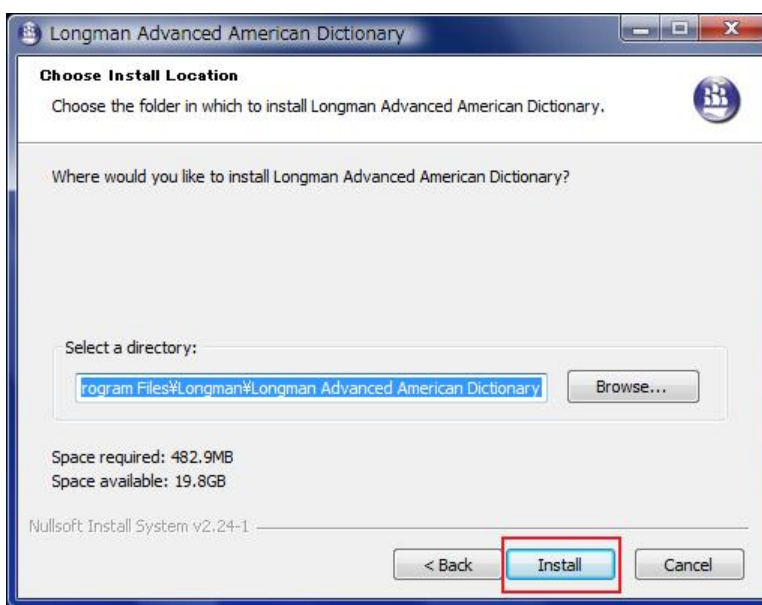 Longman Advanced American Dictionary
Choose Install Location
Choose the folder in which to install Longman Advanced American Dictionary.
Where would you like to install Longman Advanced American Dictionary?
Select a directory:
rogram Files¥Longman¥Longman Advanced American Dictionary
Browse...
Space required: 482.9MB
Space available: 19.8GB
Nullsoft Install System v2.24-1
< Back
Install
Cancel